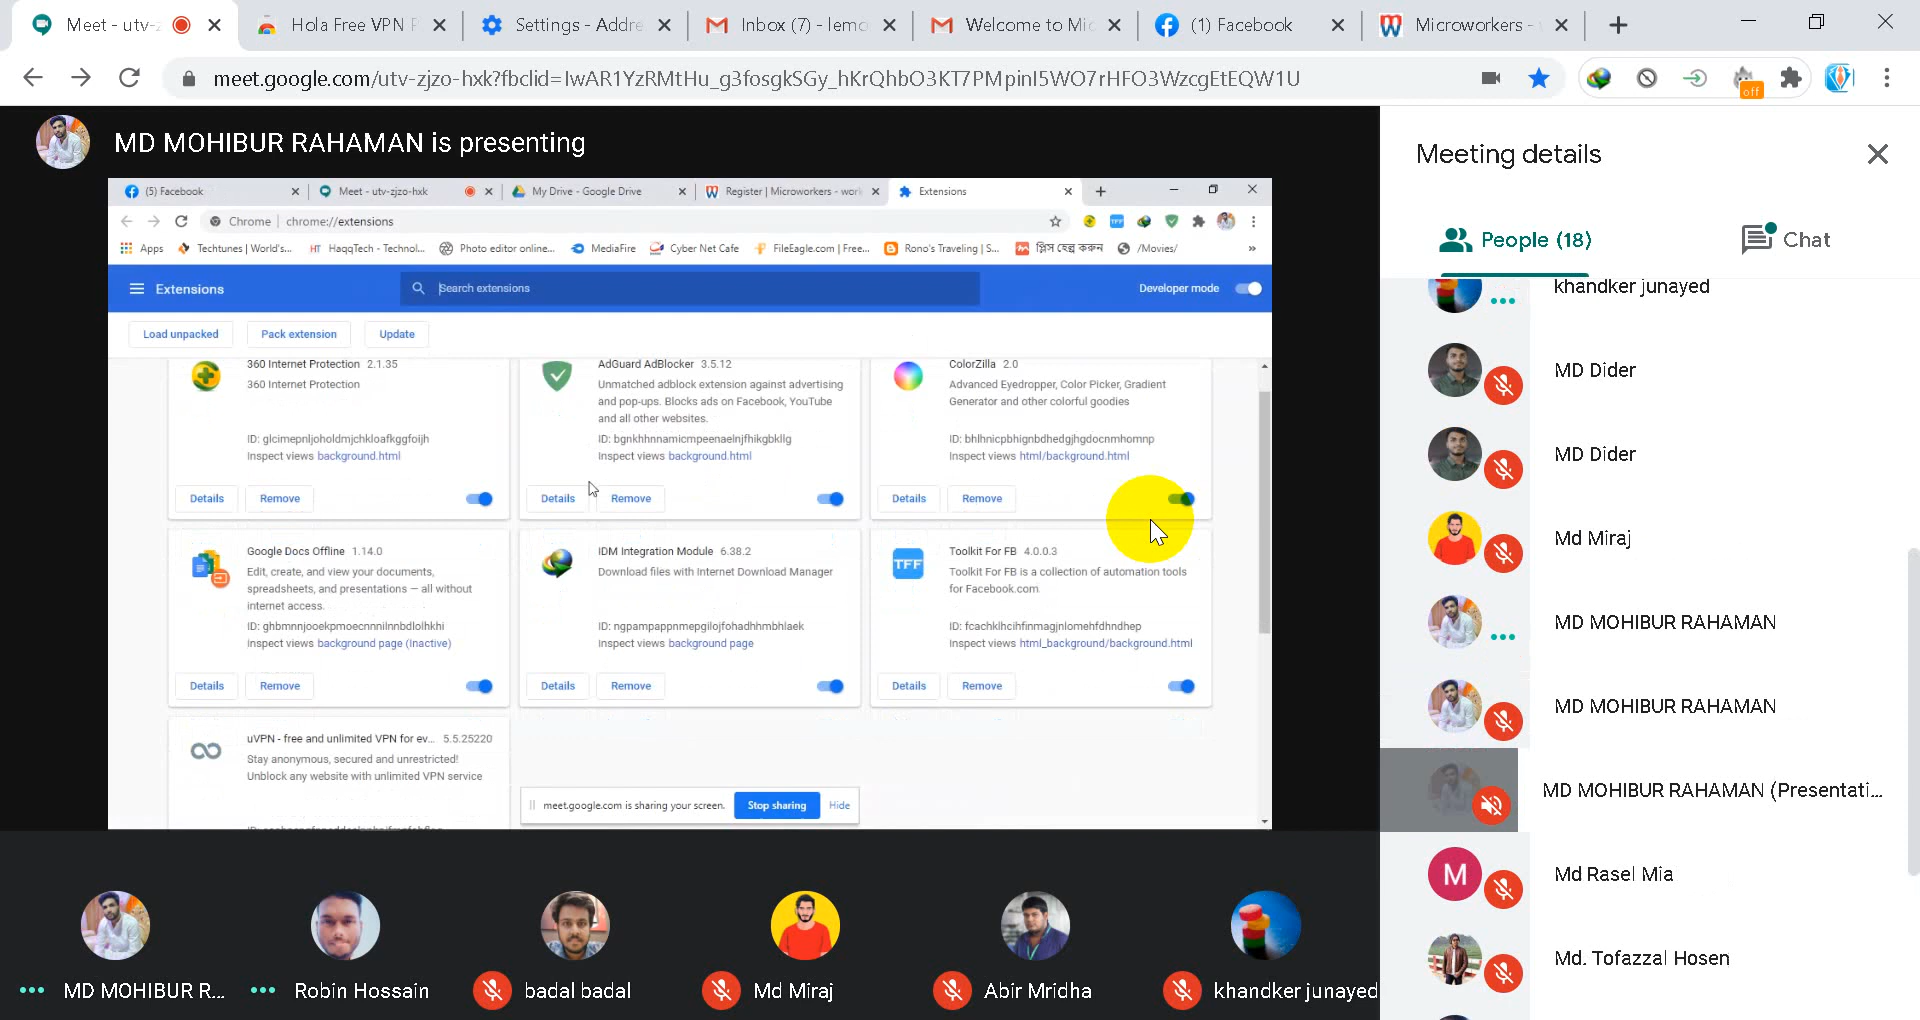 Meet - utv-z
Hola Free VPN P
Settings - Addre
Inbox (7) - lemo
Welcome to Mic
(1) Facebook
Microworkers -
meet.google.com/utv-zjzo-hxk?fbclid=IwAR1YzRMtHu_g3fosgkSGy_hKrQhbO3KT7PMpinI5WO7rHFO3WzcgEtEQW1U
off
MD MOHIBUR RAHAMAN is presenting
(5) Facebook
Meet - utv-zjzo-hxk
My Drive - Google Drive
Register | Microworkers - work
Extensions
Chrome | chrome://extensions
TFF
Apps
Techtunes | World's...
HT HaqqTech - Technol...
Photo editor online...
MediaFire
Cyber Net Cafe
FileEagle.com | Free...
Rono's Traveling | S...
প্লিস হেল্প করুন
/Movies/
»
Extensions
Search extensions
Developer mode
Load unpacked
Pack extension
Update
360 Internet Protection 2.1.35
360 Internet Protection
ID: glcimepnljoholdmjchkloafkggfoijh
Inspect views background.html
Details
Remove
AdGuard AdBlocker 3.5.12
Unmatched adblock extension against advertising
and pop-ups. Blocks ads on Facebook, YouTube
and all other websites.
ID: bgnkhhnnamicmpeenaelnjfhikgbkllg
Inspect views background.html
Details
Remove
ColorZilla 2.0
Advanced Eyedropper, Color Picker, Gradient
Generator and other colorful goodies
ID: bhlhnicpbhignbdhedgjhgdocnmhomnp
Inspect views html/background.html
Details
Remove
Google Docs Offline 1.14.0
Edit, create, and view your documents,
spreadsheets, and presentations — all without
internet access.
ID: ghbmnnjooekpmoecnnnilnnbdlolhkhi
Inspect views background page (Inactive)
Details
Remove
IDM Integration Module 6.38.2
Download files with Internet Download Manager
ID: ngpampappnmepgilojfohadhhmbhlaek
Inspect views background page
Details
Remove
TFF
Toolkit For FB 4.0.0.3
Toolkit For FB is a collection of automation tools
for Facebook.com
ID: fcachklhcihfinmagjnlomehfdhndhep
Inspect views html_background/background.html
Details
Remove
uVPN - free and unlimited VPN for ev... 5.5.25220
Stay anonymous, secured and unrestricted!
Unblock any website with unlimited VPN service
meet.google.com is sharing your screen.
Stop sharing
Hide
MD MOHIBUR R...
Robin Hossain
badal badal
Md Miraj
Abir Mridha
khandker junayed
Meeting details
People (18)
Chat
khandker junayed
MD Dider
MD Dider
Md Miraj
MD MOHIBUR RAHAMAN
MD MOHIBUR RAHAMAN
MD MOHIBUR RAHAMAN (Presentati...
M
Md Rasel Mia
Md. Tofazzal Hosen